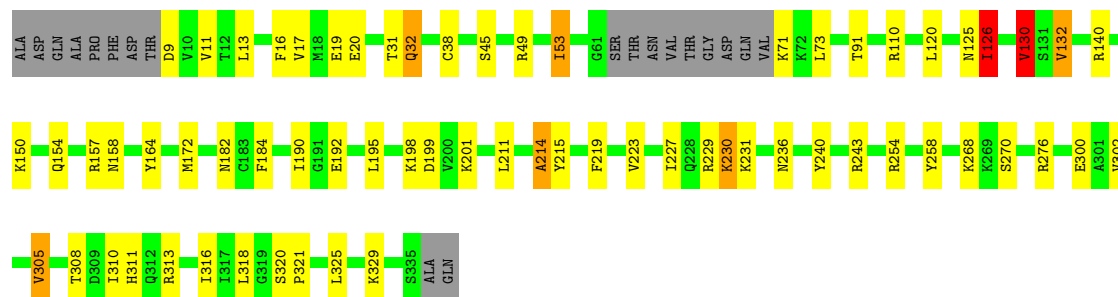 ALA ASP GLN ALA PRO PHE ASP THR D9 V10 V11 T12 L13 F16 V17 M18 E19 E20 T31 Q32 C38 S45 R49 I53 G61 SER THR ASN VAL THR GLY ASP GLN VAL K71 K72 L73 T91 R110 L120 N125 I126 V130 S131 V132 R140
K150 Q154 R157 N158 Y164 M172 N182 C183 F184 I190 G191 E192 L195 K198 D199 V200 K201 L211 A214 Y215 F219 V223 I227 Q228 R229 K230 K231 N236 Y240 R243 R254 Y258 K268 K269 S270 R276 E300 A301 V302
V305 T308 D309 I310 H311 Q312 R313 I316 I317 L318 G319 S320 P321 L325 K329 S335 ALA GLN